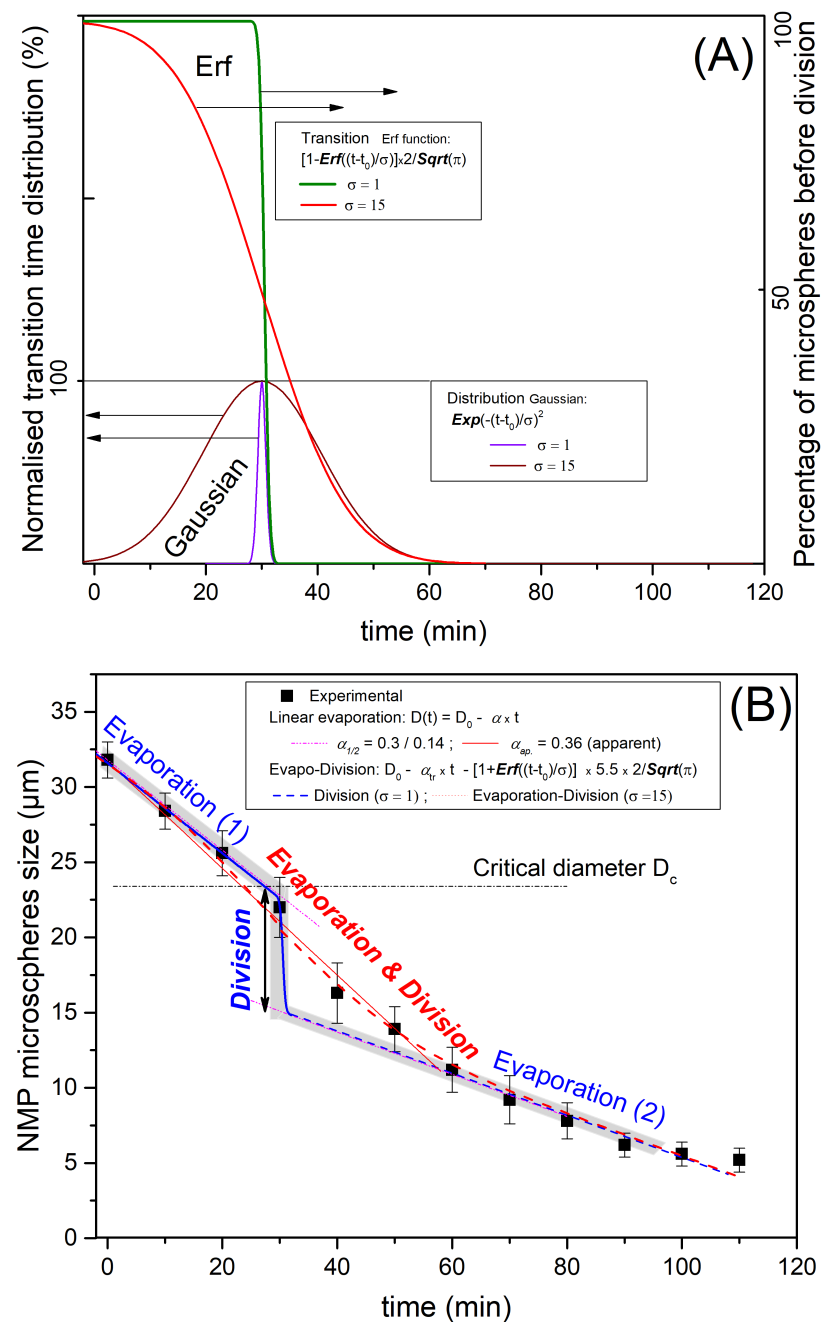 Normalised transition time distribution (%)
100
Erf
(A)
Transition Erf function:
[1-Erf((t-t0)/σ)]x2/Sqrt(π)
σ = 1
σ = 15
Distribution Gaussian:
Exp(-(t-t0)/σ)2
σ = 1
σ = 15
Gaussian
100
50
Percentage of microspheres before division
0 20 40 60 80 100 120
time (min)
(B)
Experimental
Linear evaporation: D(t) = D0 - α x t
α1/2 = 0.3 / 0.14 ; αap. = 0.36 (apparent)
Evapo-Division: D0 - αtr x t - [1+Erf((t-t0)/σ)] x 5.5 x 2/Sqrt(π)
Division (σ = 1) ; Evaporation-Division (σ =15)
Evaporation (1)
Critical diameter Dc
Division
Evaporation & Division
Evaporation (2)
NMP microscpheres size (µm)
35
30
25
20
15
10
5
0
0 20 40 60 80 100 120
time (min)